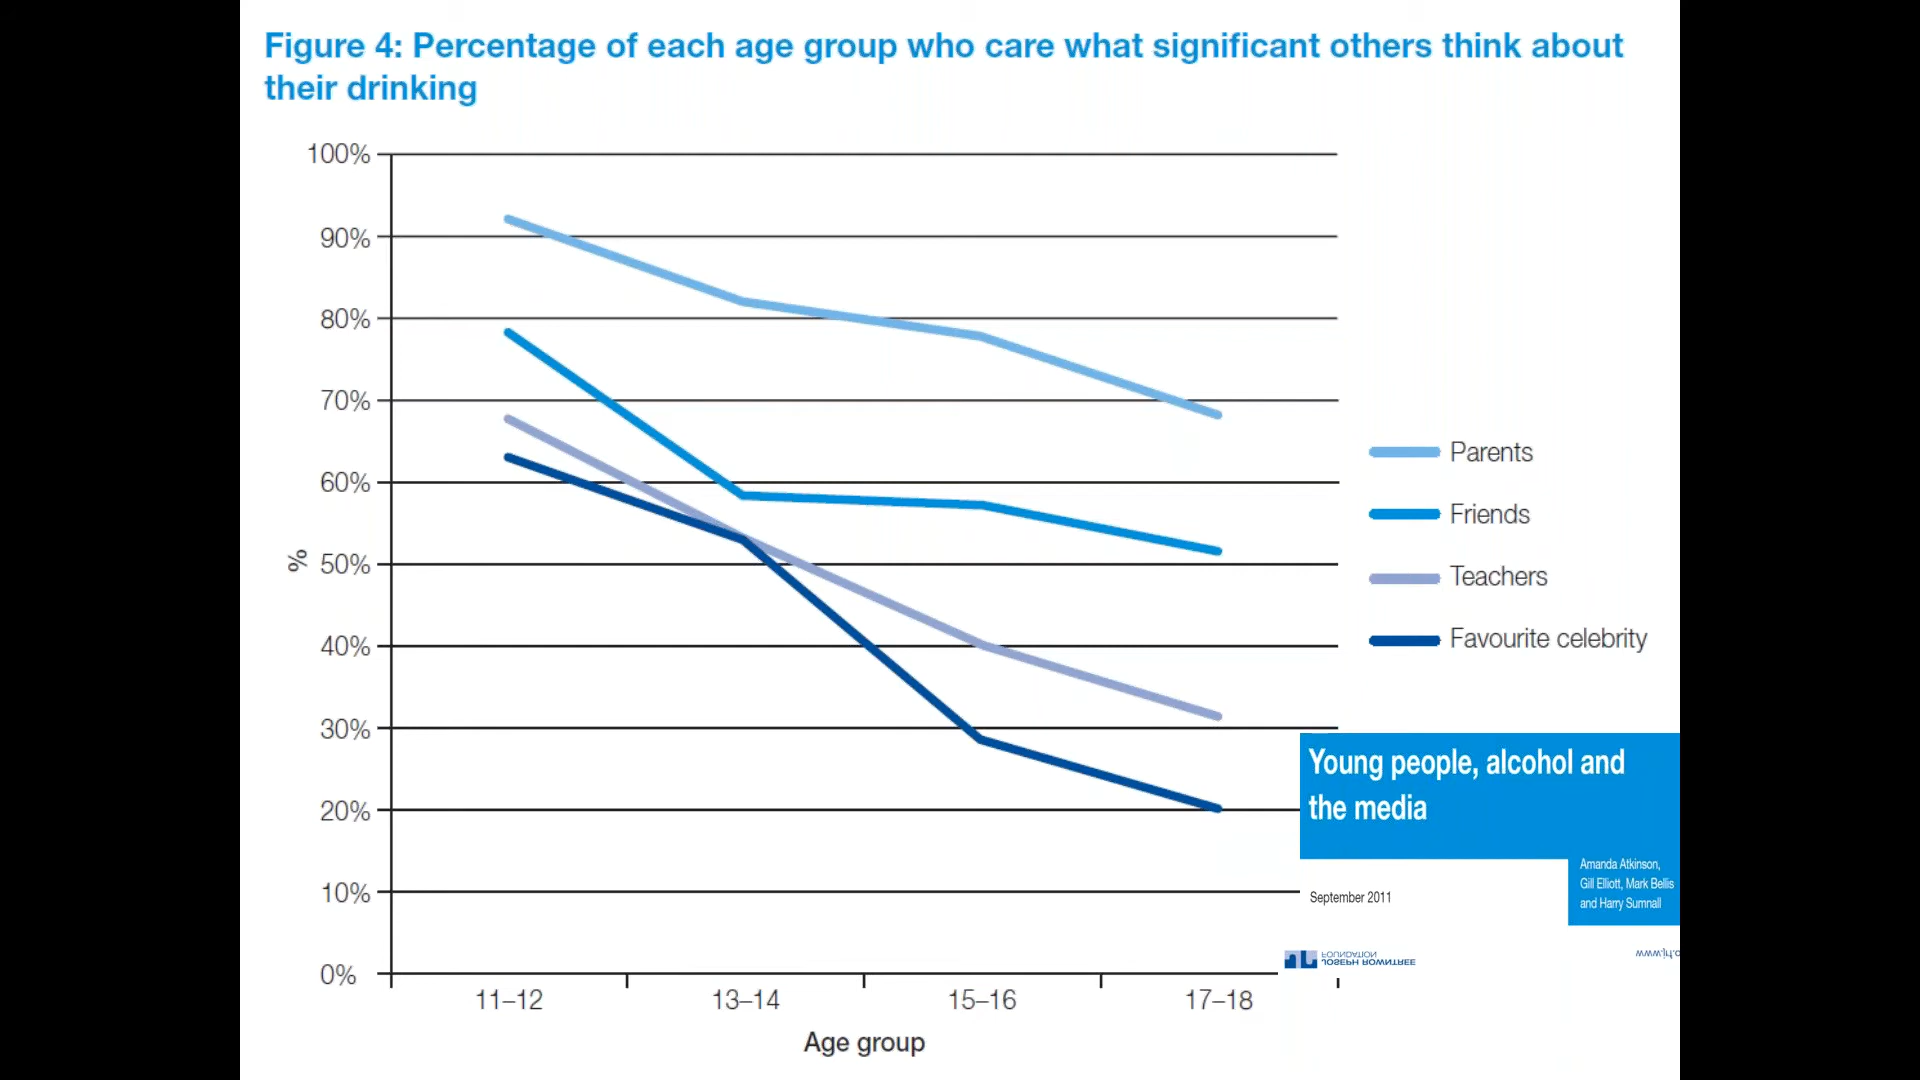 Figure 4: Percentage of each age group who care what significant others think about
their drinking
100%
90%
80%
70%
60%
50%
40%
30%
20%
10%
0%
%
11–12
13–14
15–16
17–18
Age group
Parents
Friends
Teachers
Favourite celebrity
Young people, alcohol and
the media
Amanda Atkinson,
Gill Elliott, Mark Bellis
and Harry Sumnall
September 2011
JOSEPH ROWNTREE
FOUNDATION